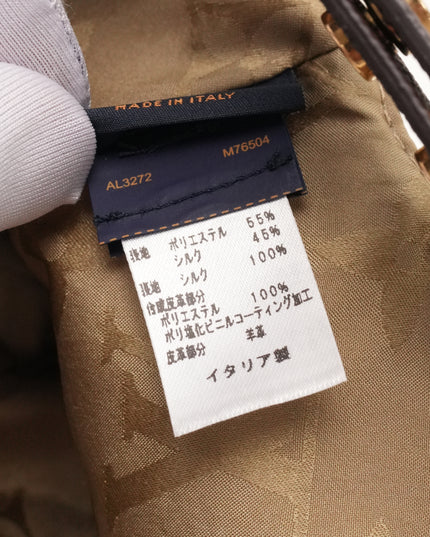 MADE IN ITALY
AL3272 M76504
表地 ポリエステル 55%
シルク 45%
裏地 シルク 100%
合成皮革部分
ポリエステル 100%
ポリ塩化ビニルコーティング加工
皮革部分 羊革
イタリア製